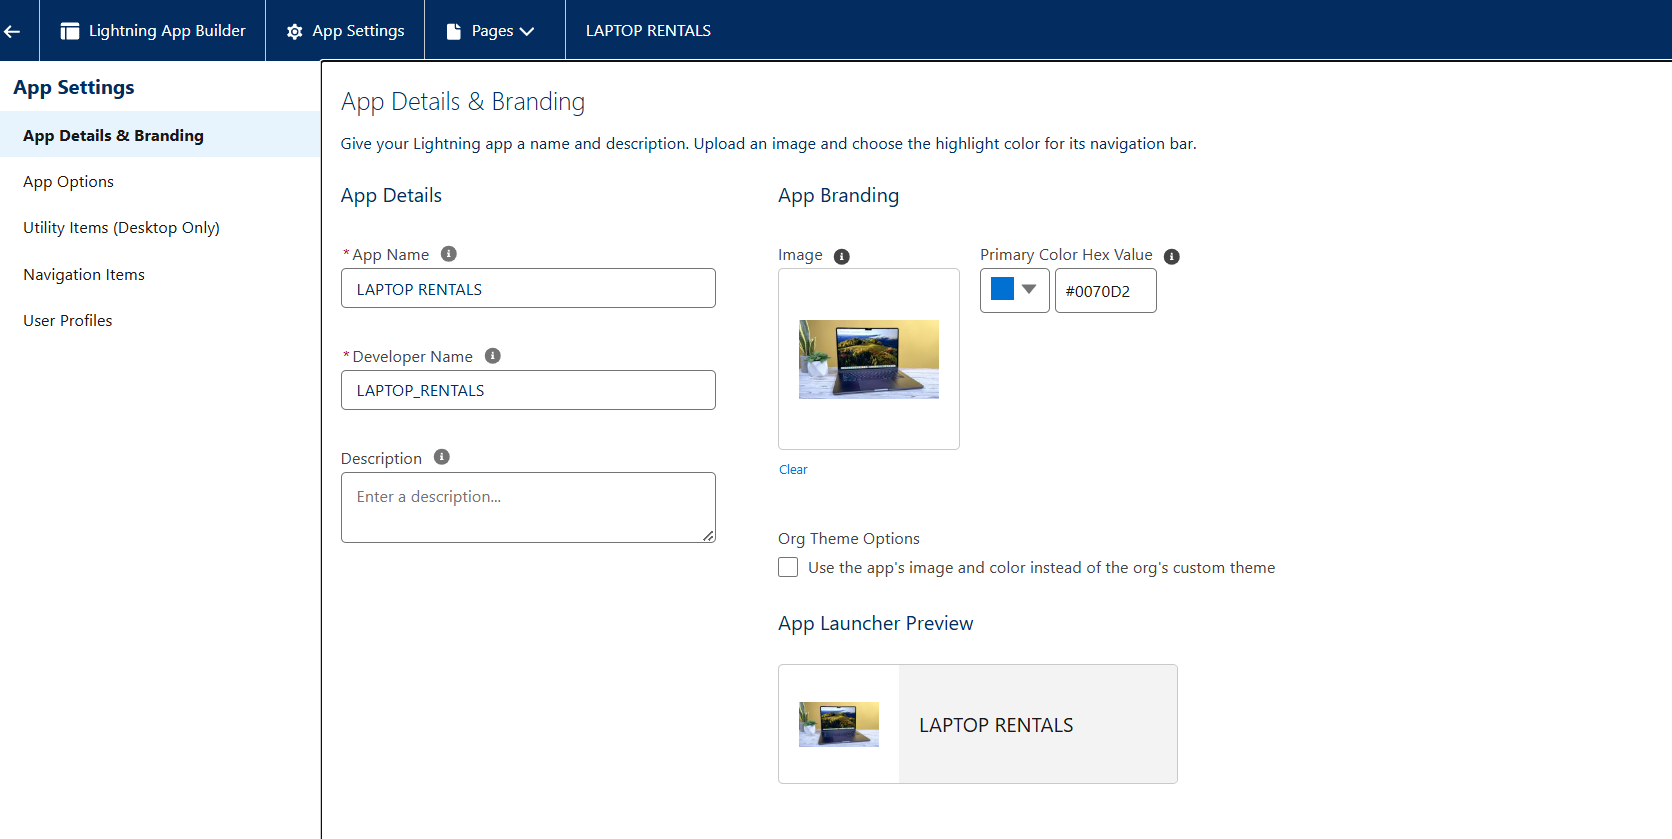 Lightning App Builder
App Settings
Pages
LAPTOP RENTALS
App Settings
App Details & Branding
App Options
Utility Items (Desktop Only)
Navigation Items
User Profiles
App Details & Branding
Give your Lightning app a name and description. Upload an image and choose the highlight color for its navigation bar.
App Details
*App Name
LAPTOP RENTALS
*Developer Name
LAPTOP_RENTALS
Description
Enter a description...
App Branding
Image
Primary Color Hex Value
#0070D2
Clear
Org Theme Options
Use the app's image and color instead of the org's custom theme
App Launcher Preview
LAPTOP RENTALS